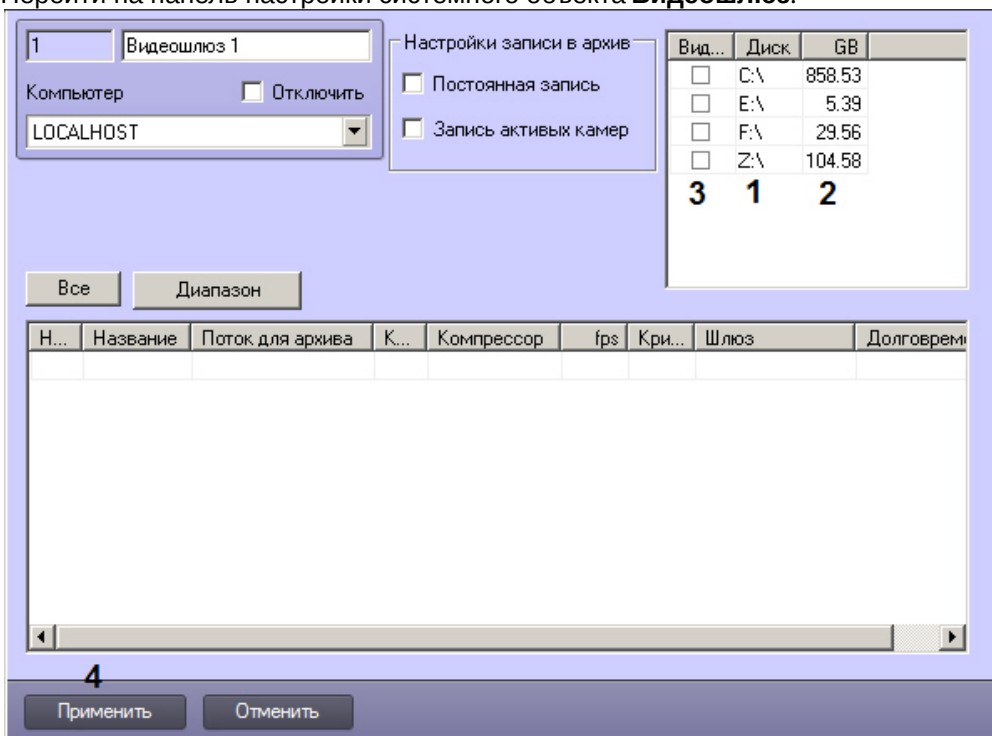 Перейти на панель настройки системного объекта Видеошлюз.
1 Видеошлюз 1
Компьютер Отключить
LOCALHOST
Настройки записи в архив
Постоянная запись
Запись активых камер
Вид... Диск GB
C:\ 858.53
E:\ 5.39
F:\ 29.56
Z:\ 104.58
3 1 2
Все Диапазон
Н... Название Поток для архива К... Компрессор fps Кри... Шлюз Долговреме
4
Применить Отменить